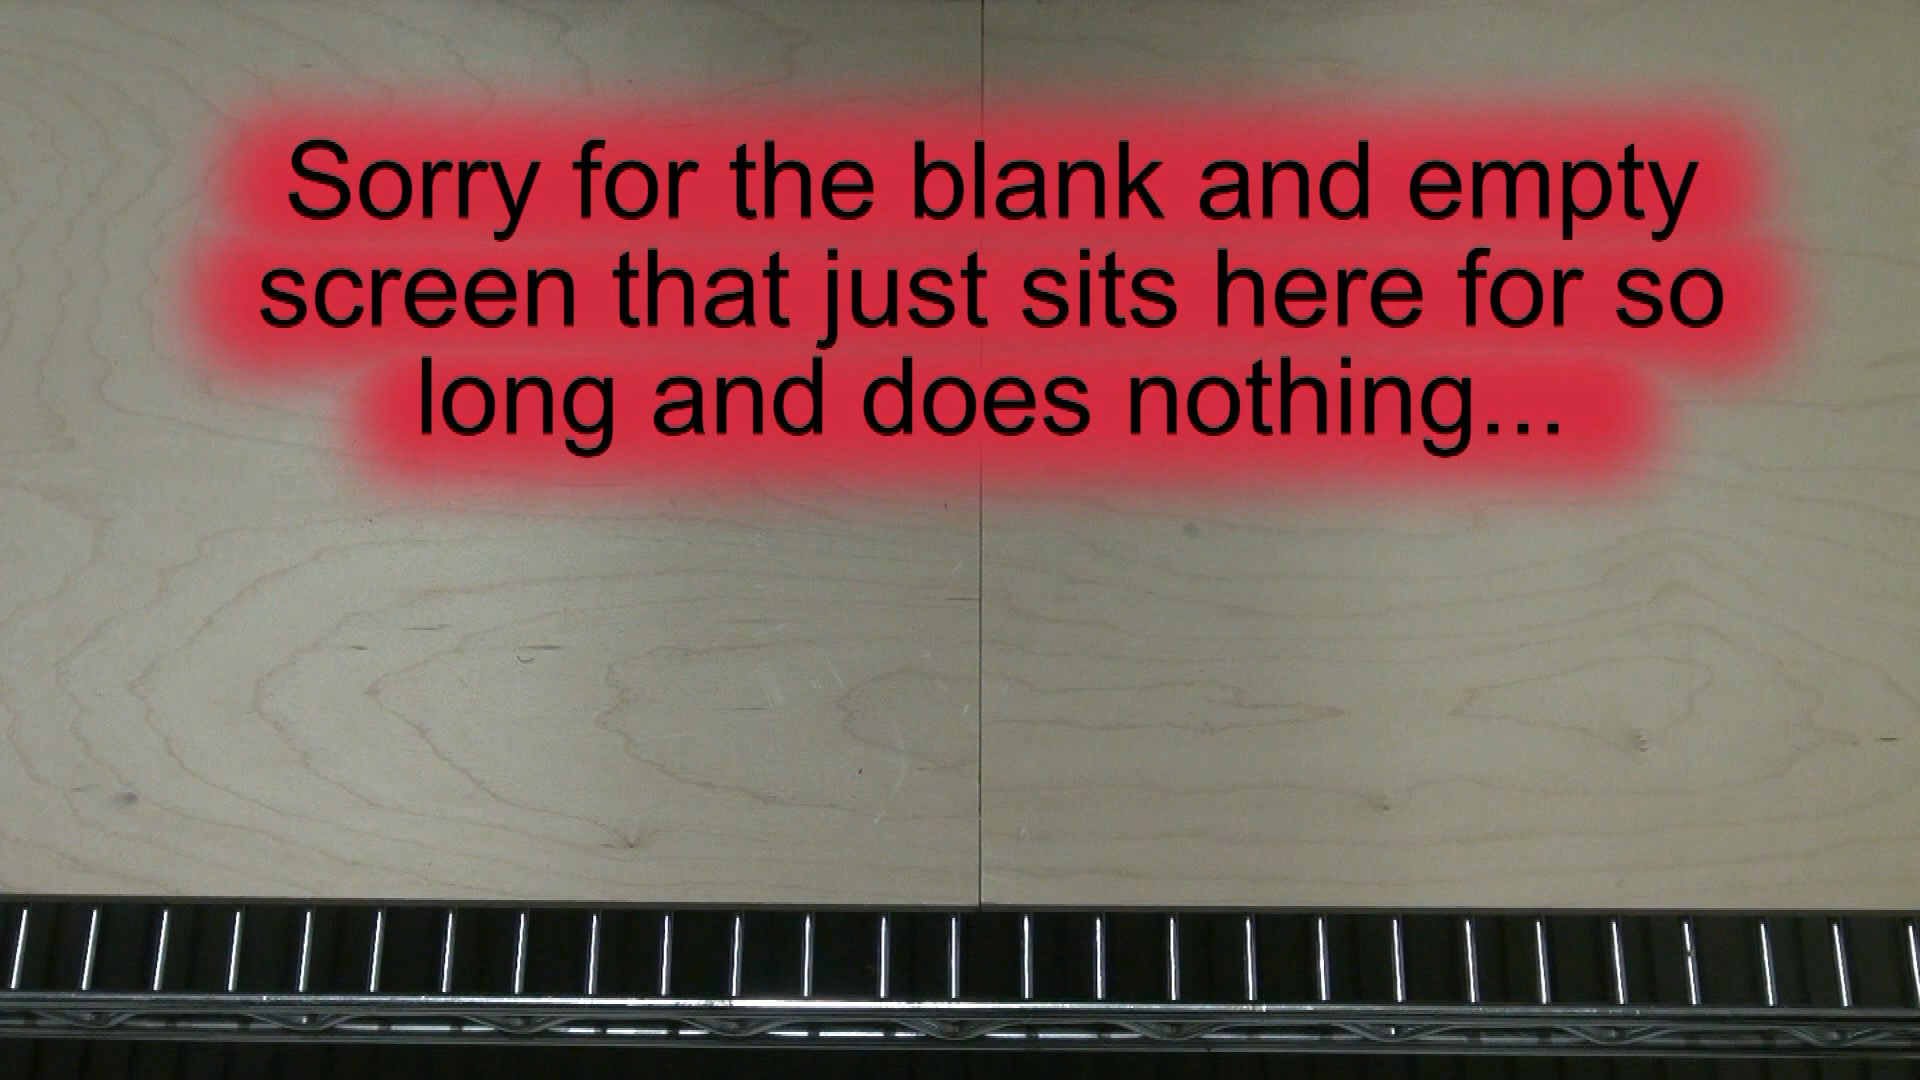 Sorry for the blank and empty
screen that just sits here for so
long and does nothing...